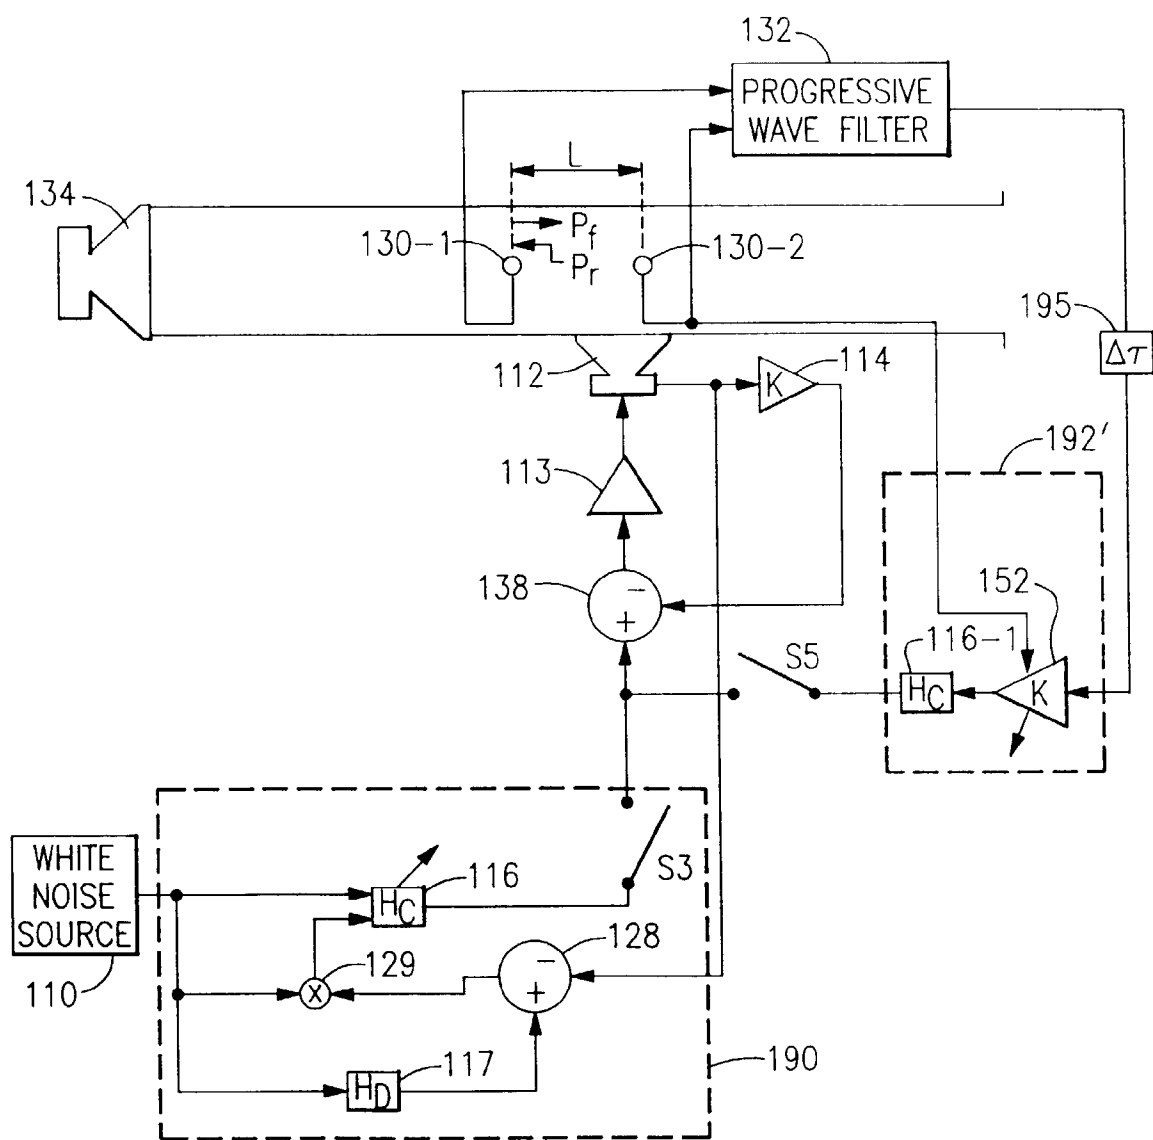 132
PROGRESSIVE
WAVE FILTER
L
134
Pf
130-1
130-2
Pr
195
Δτ
112
K
114
192'
113
138
−
+
152
116-1
S5
HC
K
WHITE
NOISE
SOURCE
110
HC
116
S3
129
X
128
−
+
117
HD
190